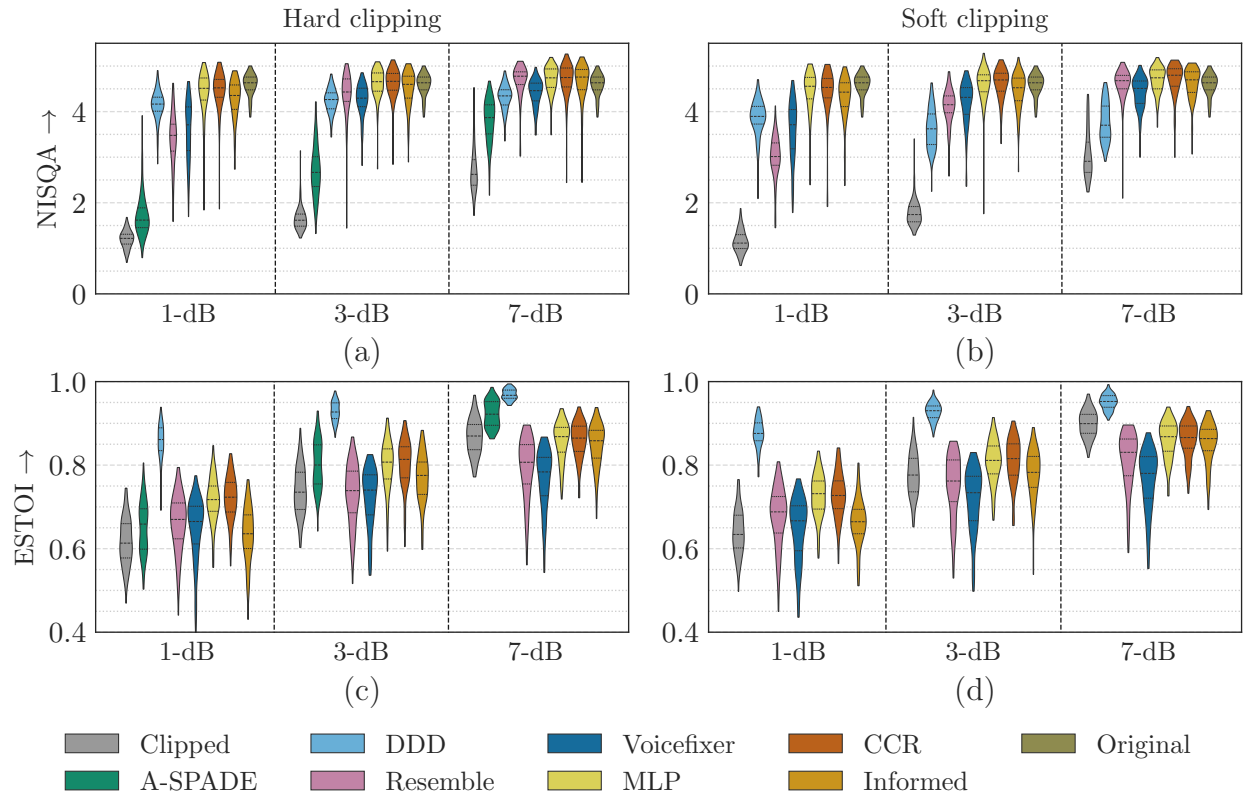 Hard clipping
Soft clipping
NISQA →
4
2
0
1-dB 3-dB 7-dB
(a)
4
2
0
1-dB 3-dB 7-dB
(b)
ESTOI →
1.0
0.8
0.6
0.4
1-dB 3-dB 7-dB
(c)
1.0
0.8
0.6
0.4
1-dB 3-dB 7-dB
(d)
Clipped DDD Voicefixer CCR Original
A-SPADE Resemble MLP Informed